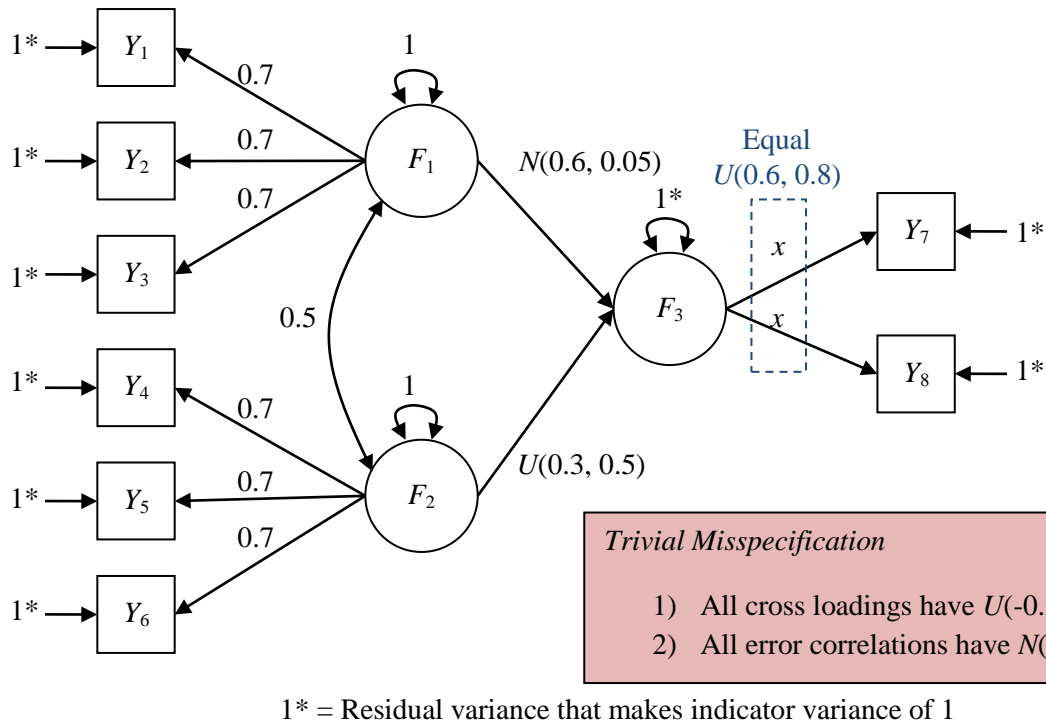 1*
Y1
0.7
1*
Y2
0.7
1*
Y3
0.7
1
F1
N(0.6, 0.05)
0.5
1*
Y4
0.7
1*
Y5
0.7
1*
Y6
0.7
1
F2
U(0.3, 0.5)
1*
F3
Equal
U(0.6, 0.8)
x
x
Y7
1*
Y8
1*
Trivial Misspecification
1) All cross loadings have U(-0.
2) All error correlations have N(
1* = Residual variance that makes indicator variance of 1